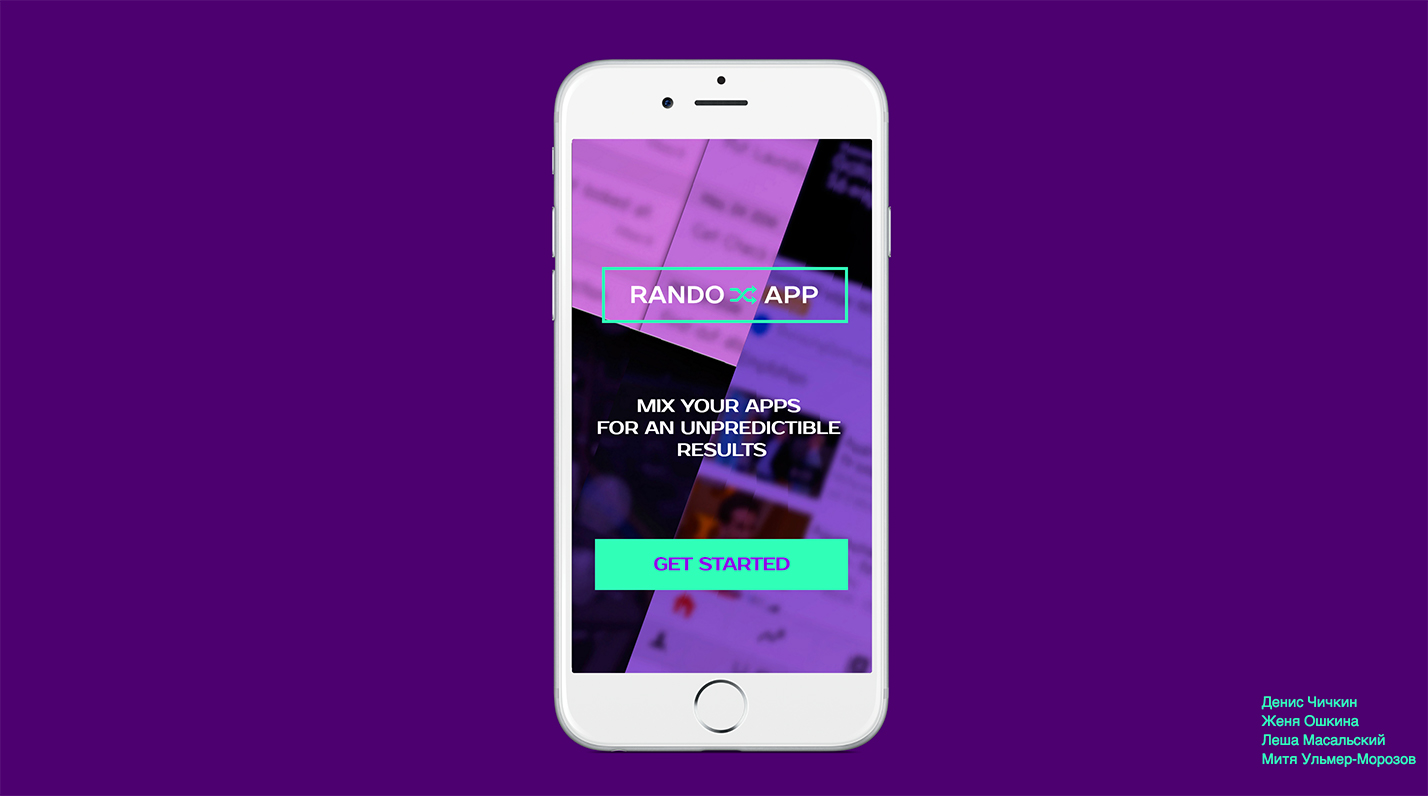 RANDO APP
MIX YOUR APPS
FOR AN UNPREDICTIBLE
RESULTS
GET STARTED
Денис Чичкин
Женя Ошкина
Леша Масальский
Митя Ульмер-Морозов